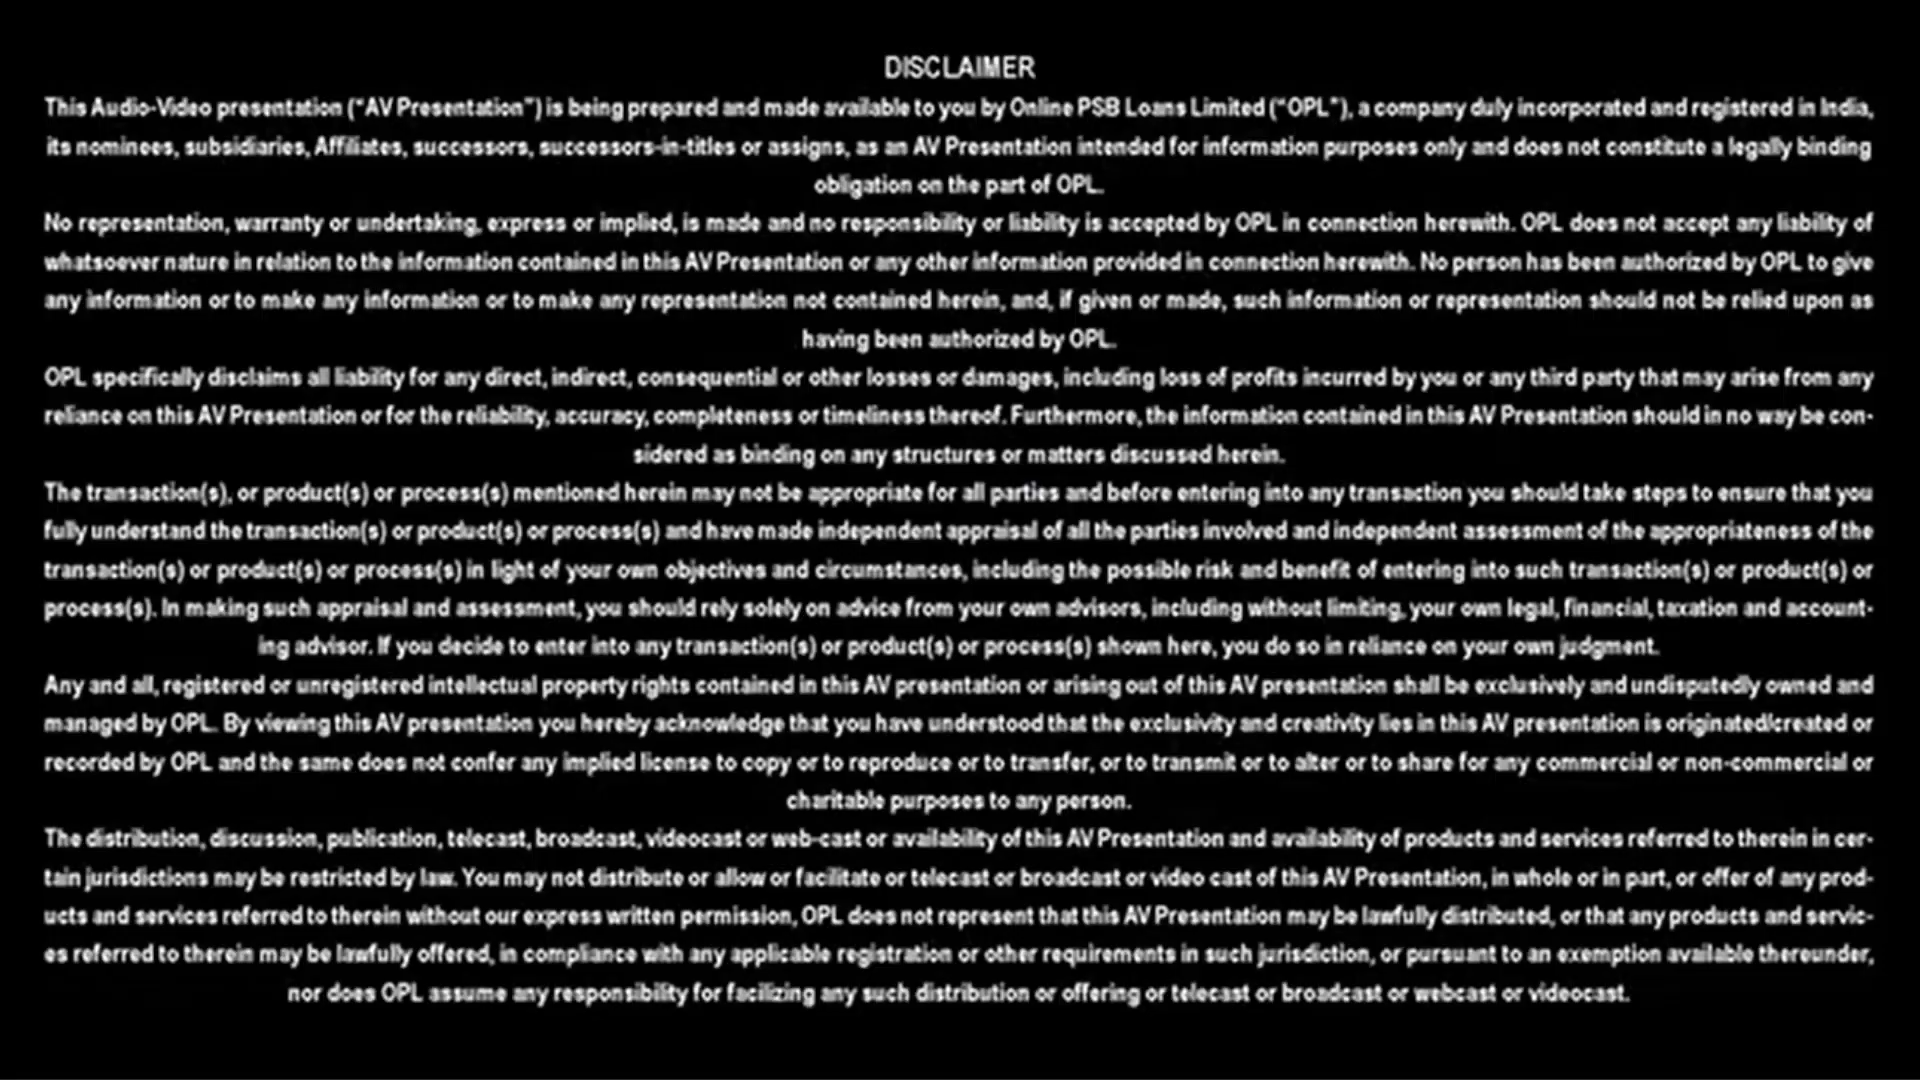 DISCLAIMER
This Audio-Video presentation ("AV Presentation") is being prepared and made available to you by Online PSB Loans Limited ("OPL"), a company duly incorporated and registered in India,
its nominees, subsidiaries, Affiliates, successors, successors-in-titles or assigns, as an AV Presentation intended for information purposes only and does not constitute a legally binding
obligation on the part of OPL.
No representation, warranty or undertaking, express or implied, is made and no responsibility or liability is accepted by OPL in connection herewith. OPL does not accept any liability of
whatsoever nature in relation to the information contained in this AV Presentation or any other information provided in connection herewith. No person has been authorized by OPL to give
any information or to make any information or to make any representation not contained herein, and, if given or made, such information or representation should not be relied upon as
having been authorized by OPL.
OPL specifically disclaims all liability for any direct, indirect, consequential or other losses or damages, including loss of profits incurred by you or any third party that may arise from any
reliance on this AV Presentation or for the reliability, accuracy, completeness or timeliness thereof. Furthermore, the information contained in this AV Presentation should in no way be con-
sidered as binding on any structures or matters discussed herein.
The transaction(s), or product(s) or process(s) mentioned herein may not be appropriate for all parties and before entering into any transaction you should take steps to ensure that you
fully understand the transaction(s) or product(s) or process(s) and have made independent appraisal of all the parties involved and independent assessment of the appropriateness of the
transaction(s) or product(s) or process(s) in light of your own objectives and circumstances, including the possible risk and benefit of entering into such transaction(s) or product(s) or
process(s). In making such appraisal and assessment, you should rely solely on advice from your own advisors, including without limiting, your own legal, financial, taxation and account-
ing advisor. If you decide to enter into any transaction(s) or product(s) or process(s) shown here, you do so in reliance on your own judgment.
Any and all, registered or unregistered intellectual property rights contained in this AV presentation or arising out of this AV presentation shall be exclusively and undisputedly owned and
managed by OPL. By viewing this AV presentation you hereby acknowledge that you have understood that the exclusivity and creativity lies in this AV presentation is originated/created or
recorded by OPL and the same does not confer any implied license to copy or to reproduce or to transfer, or to transmit or to alter or to share for any commercial or non-commercial or
charitable purposes to any person.
The distribution, discussion, publication, telecast, broadcast, videocast or web-cast or availability of this AV Presentation and availability of products and services referred to therein in cer-
tain jurisdictions may be restricted by law. You may not distribute or allow or facilitate or telecast or broadcast or video cast of this AV Presentation, in whole or in part, or offer of any prod-
ucts and services referred to therein without our express written permission, OPL does not represent that this AV Presentation may be lawfully distributed, or that any products and servic-
es referred to therein may be lawfully offered, in compliance with any applicable registration or other requirements in such jurisdiction, or pursuant to an exemption available thereunder,
nor does OPL assume any responsibility for facilizing any such distribution or offering or telecast or broadcast or webcast or videocast.